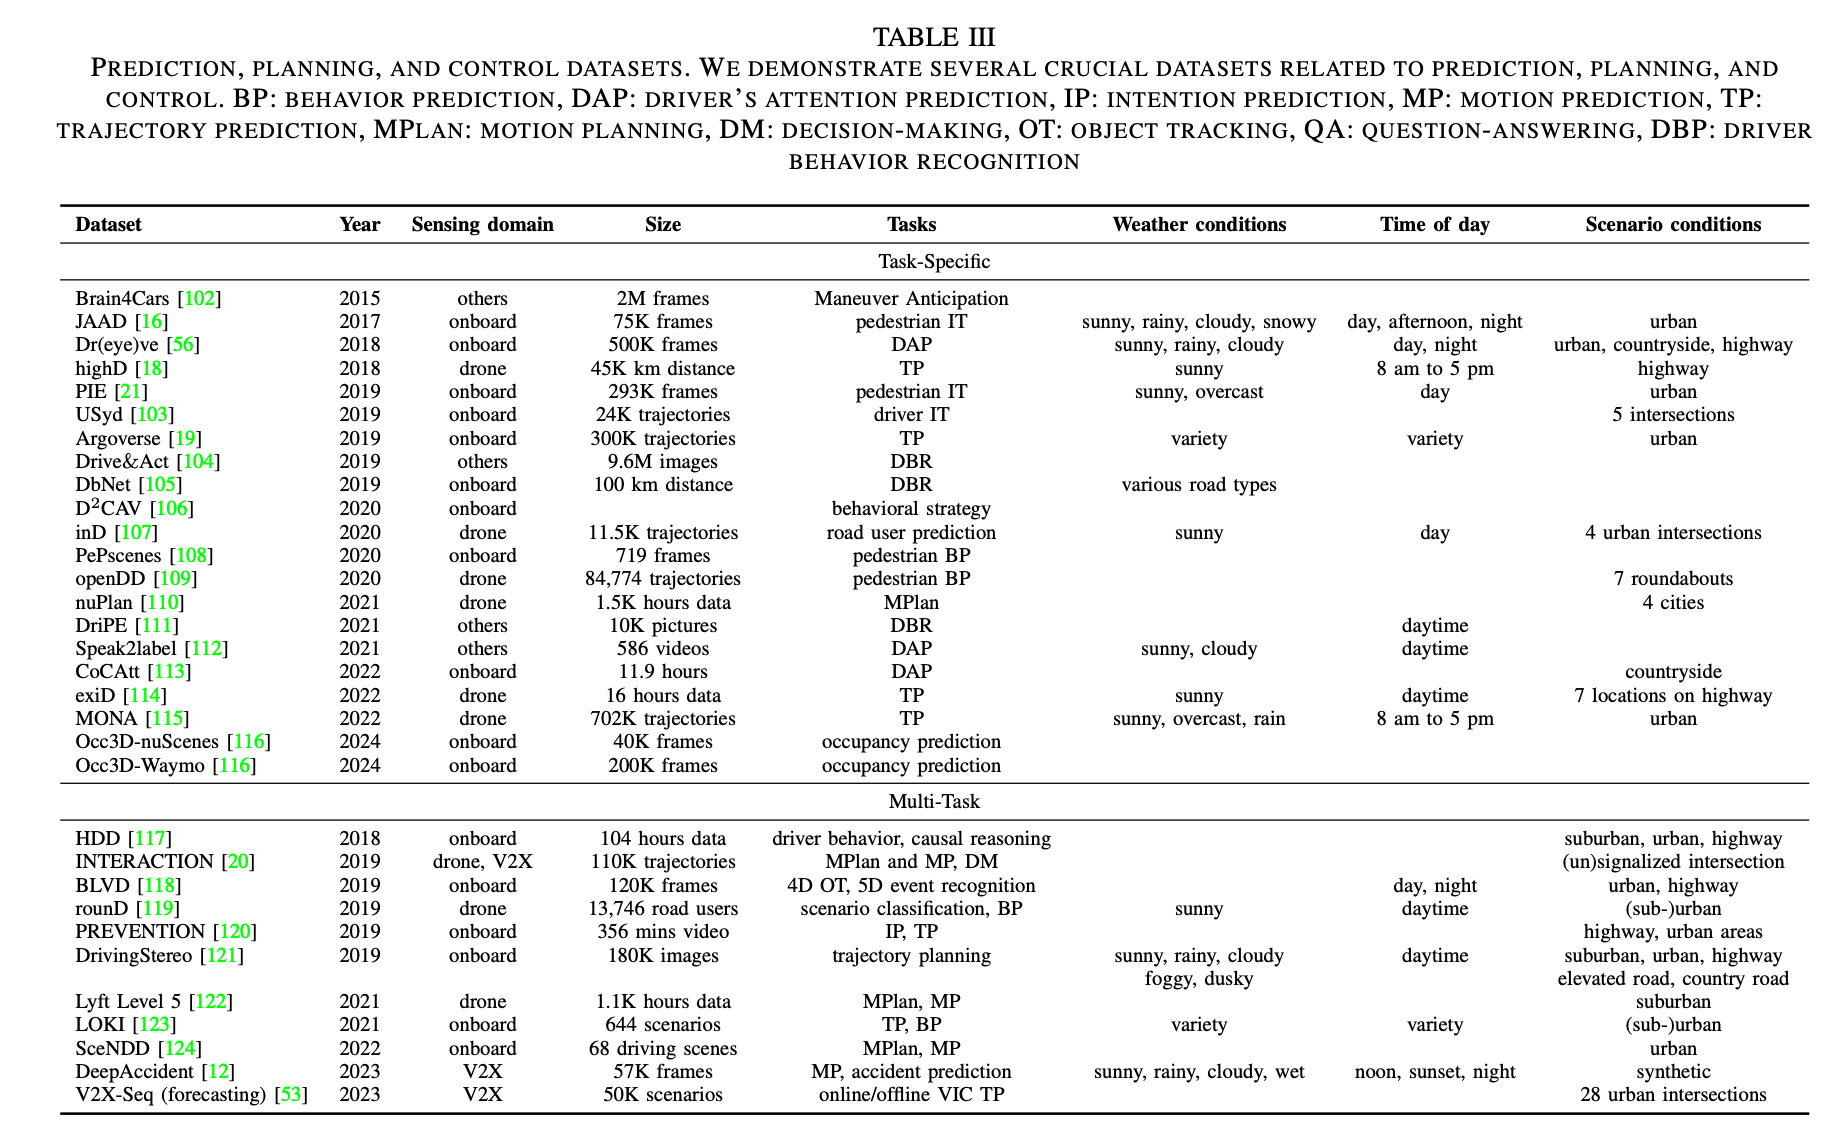 TABLE III
PREDICTION, PLANNING, AND CONTROL DATASETS. WE DEMONSTRATE SEVERAL CRUCIAL DATASETS RELATED TO PREDICTION, PLANNING, AND
CONTROL. BP: BEHAVIOR PREDICTION, DAP: DRIVER'S ATTENTION PREDICTION, IP: INTENTION PREDICTION, MP: MOTION PREDICTION, TP:
TRAJECTORY PREDICTION, MPLAN: MOTION PLANNING, DM: DECISION-MAKING, OT: OBJECT TRACKING, QA: QUESTION-ANSWERING, DBP: DRIVER
BEHAVIOR RECOGNITION
Dataset Year Sensing domain Size Tasks Weather conditions Time of day Scenario conditions
Task-Specific
Brain4Cars [102] 2015 others 2M frames Maneuver Anticipation
JAAD [16] 2017 onboard 75K frames pedestrian IT sunny, rainy, cloudy, snowy day, afternoon, night urban
Dr(eye)ve [56] 2018 onboard 500K frames DAP sunny, rainy, cloudy day, night urban, countryside, highway
highD [18] 2018 drone 45K km distance TP sunny 8 am to 5 pm highway
PIE [21] 2019 onboard 293K frames pedestrian IT sunny, overcast day urban
USyd [103] 2019 onboard 24K trajectories driver IT 5 intersections
Argoverse [19] 2019 onboard 300K trajectories TP variety variety urban
Drive&Act [104] 2019 others 9.6M images DBR
DbNet [105] 2019 onboard 100 km distance DBR various road types
D²CAV [106] 2020 onboard behavioral strategy
inD [107] 2020 drone 11.5K trajectories road user prediction sunny day 4 urban intersections
PePscenes [108] 2020 onboard 719 frames pedestrian BP
openDD [109] 2020 drone 84,774 trajectories pedestrian BP 7 roundabouts
nuPlan [110] 2021 drone 1.5K hours data MPlan 4 cities
DriPE [111] 2021 others 10K pictures DBR daytime
Speak2label [112] 2021 others 586 videos DAP sunny, cloudy daytime
CoCAtt [113] 2022 onboard 11.9 hours DAP countryside
exiD [114] 2022 drone 16 hours data TP sunny daytime 7 locations on highway
MONA [115] 2022 drone 702K trajectories TP sunny, overcast, rain 8 am to 5 pm urban
Occ3D-nuScenes [116] 2024 onboard 40K frames occupancy prediction
Occ3D-Waymo [116] 2024 onboard 200K frames occupancy prediction
Multi-Task
HDD [117] 2018 onboard 104 hours data driver behavior, causal reasoning suburban, urban, highway
INTERACTION [20] 2019 drone, V2X 110K trajectories MPlan and MP, DM (un)signalized intersection
BLVD [118] 2019 onboard 120K frames 4D OT, 5D event recognition day, night urban, highway
rounD [119] 2019 drone 13,746 road users scenario classification, BP sunny daytime (sub-)urban
PREVENTION [120] 2019 onboard 356 mins video IP, TP highway, urban areas
DrivingStereo [121] 2019 onboard 180K images trajectory planning sunny, rainy, cloudy daytime suburban, urban, highway
foggy, dusky elevated road, country road
Lyft Level 5 [122] 2021 drone 1.1K hours data MPlan, MP suburban
LOKI [123] 2021 onboard 644 scenarios TP, BP variety variety (sub-)urban
SceNDD [124] 2022 onboard 68 driving scenes MPlan, MP urban
DeepAccident [12] 2023 V2X 57K frames MP, accident prediction sunny, rainy, cloudy, wet noon, sunset, night synthetic
V2X-Seq (forecasting) [53] 2023 V2X 50K scenarios online/offline VIC TP 28 urban intersections